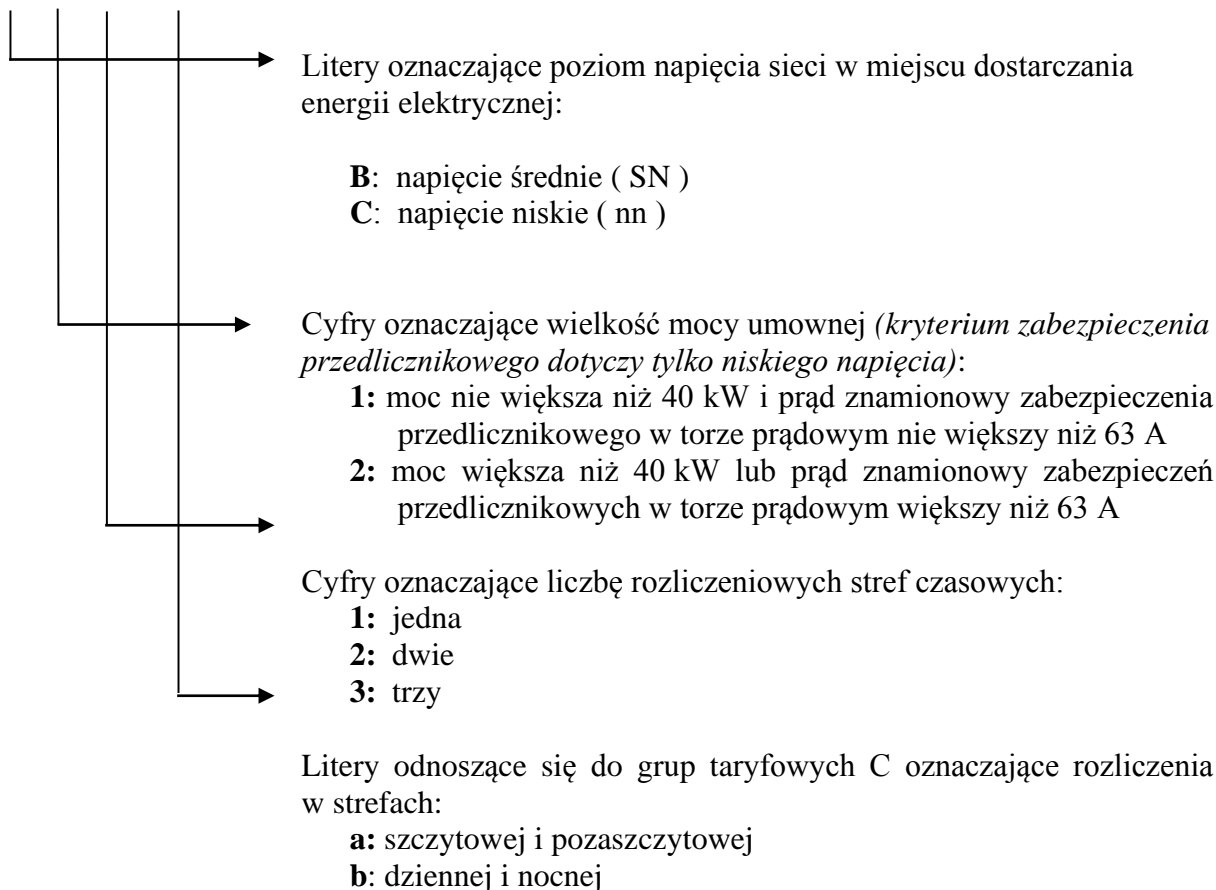 Litery oznaczające poziom napięcia sieci w miejscu dostarczania
energii elektrycznej:
B: napięcie średnie ( SN )
C: napięcie niskie ( nn )
Cyfry oznaczające wielkość mocy umownej (kryterium zabezpieczenia
przedlicznikowego dotyczy tylko niskiego napięcia):
1: moc nie większa niż 40 kW i prąd znamionowy zabezpieczenia
przedlicznikowego w torze prądowym nie większy niż 63 A
2: moc większa niż 40 kW lub prąd znamionowy zabezpieczeń
przedlicznikowych w torze prądowym większy niż 63 A
Cyfry oznaczające liczbę rozliczeniowych stref czasowych:
1: jedna
2: dwie
3: trzy
Litery odnoszące się do grup taryfowych C oznaczające rozliczenia
w strefach:
a: szczytowej i pozaszczytowej
b: dziennej i nocnej